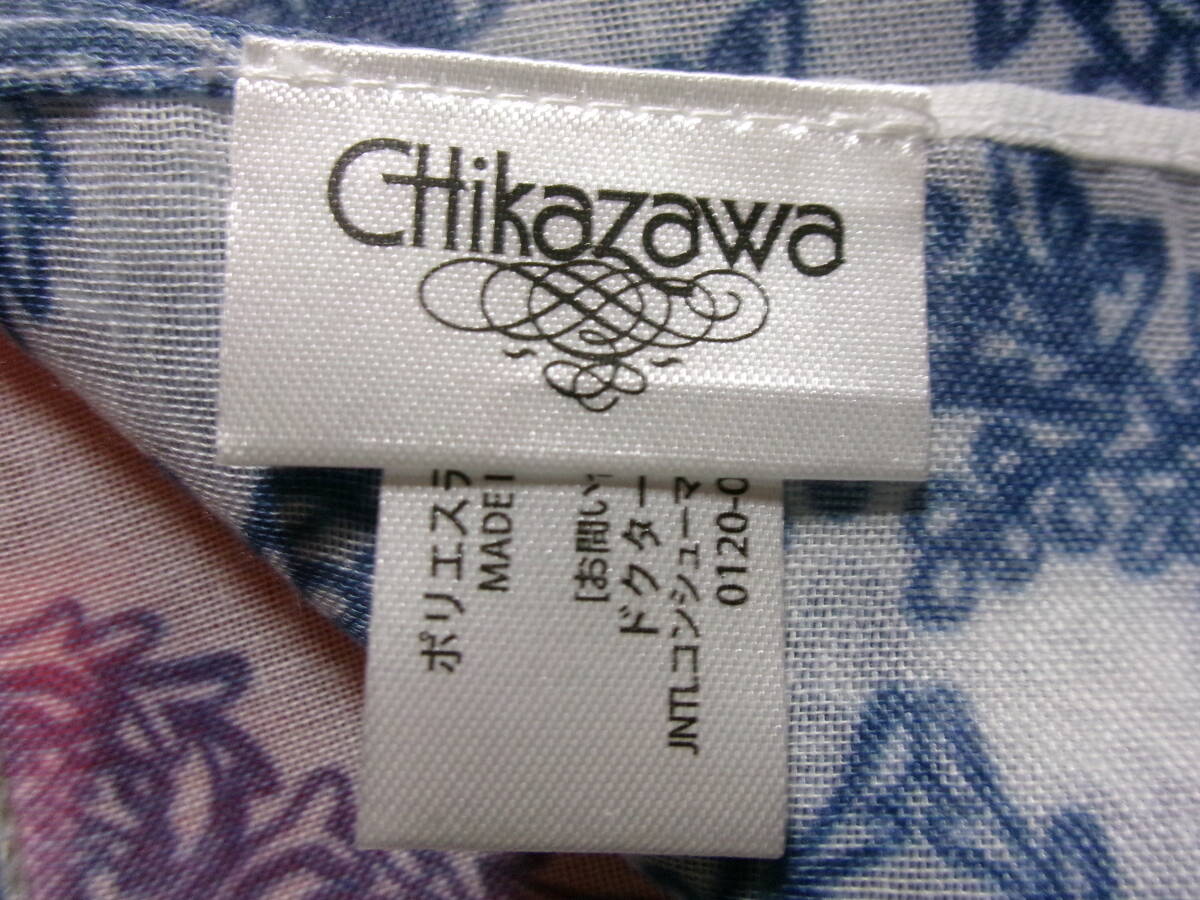 CHikazawa
ポリエステ
MADE I
[お問い
ドクター
JNTLコンシューマ
0120-0